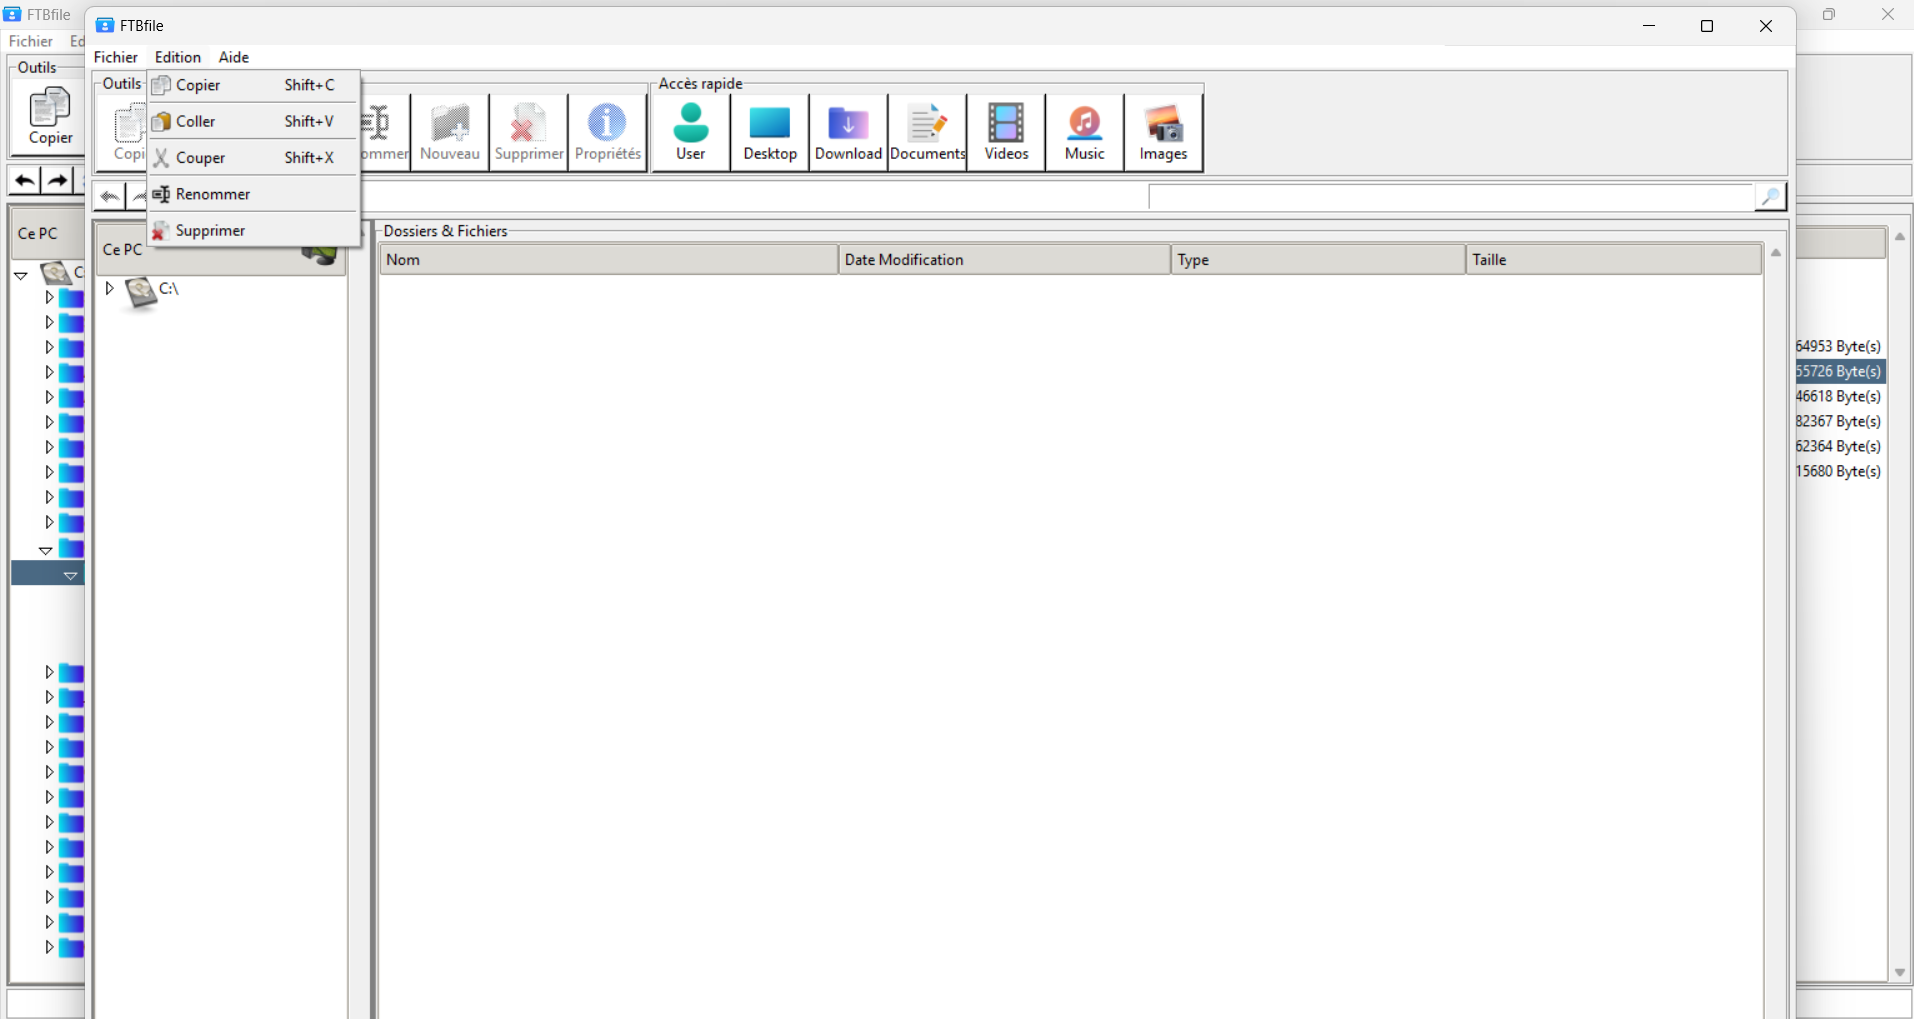 FTBfile
Fichier Ed
Outils
Copier
Ce PC
FTBfile
Fichier Edition Aide
Outils
Copier Shift+C
Coller Shift+V
Couper Shift+X
Renommer
Supprimer
Copi
ommer
Nouveau
Supprimer
Propriétés
Accès rapide
User
Desktop
Download
Documents
Videos
Music
Images
Ce PC
C:\
Dossiers & Fichiers
Nom Date Modification Type Taille
64953 Byte(s)
55726 Byte(s)
46618 Byte(s)
82367 Byte(s)
62364 Byte(s)
15680 Byte(s)